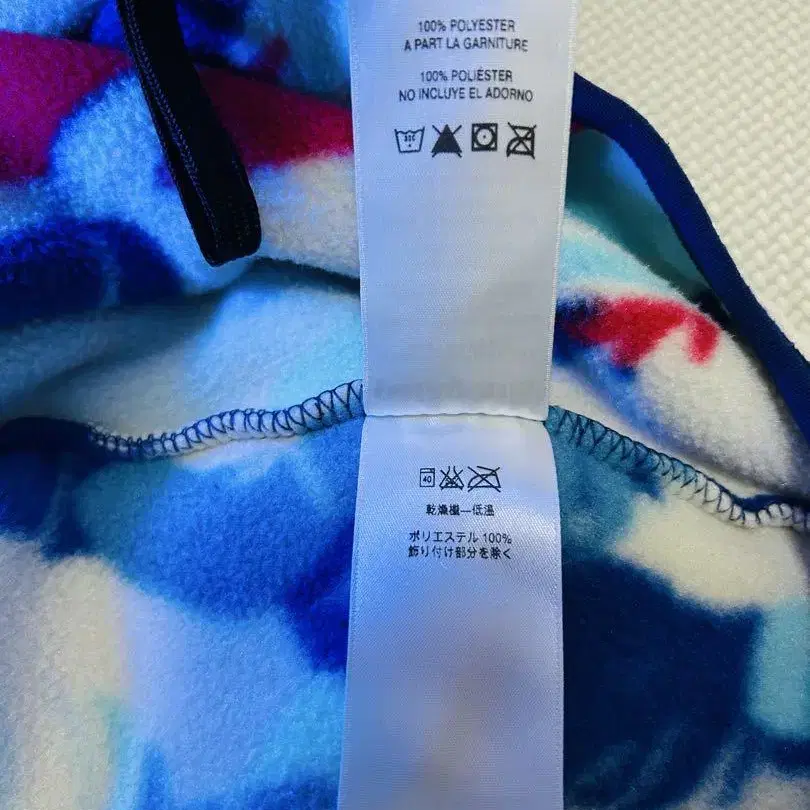 100% POLYESTER
A PART LA GARNITURE
100% POLIÉSTER
NO INCLUYE EL ADORNO
40
乾燥機—低温
ポリエステル 100%
飾り付け部分を除く